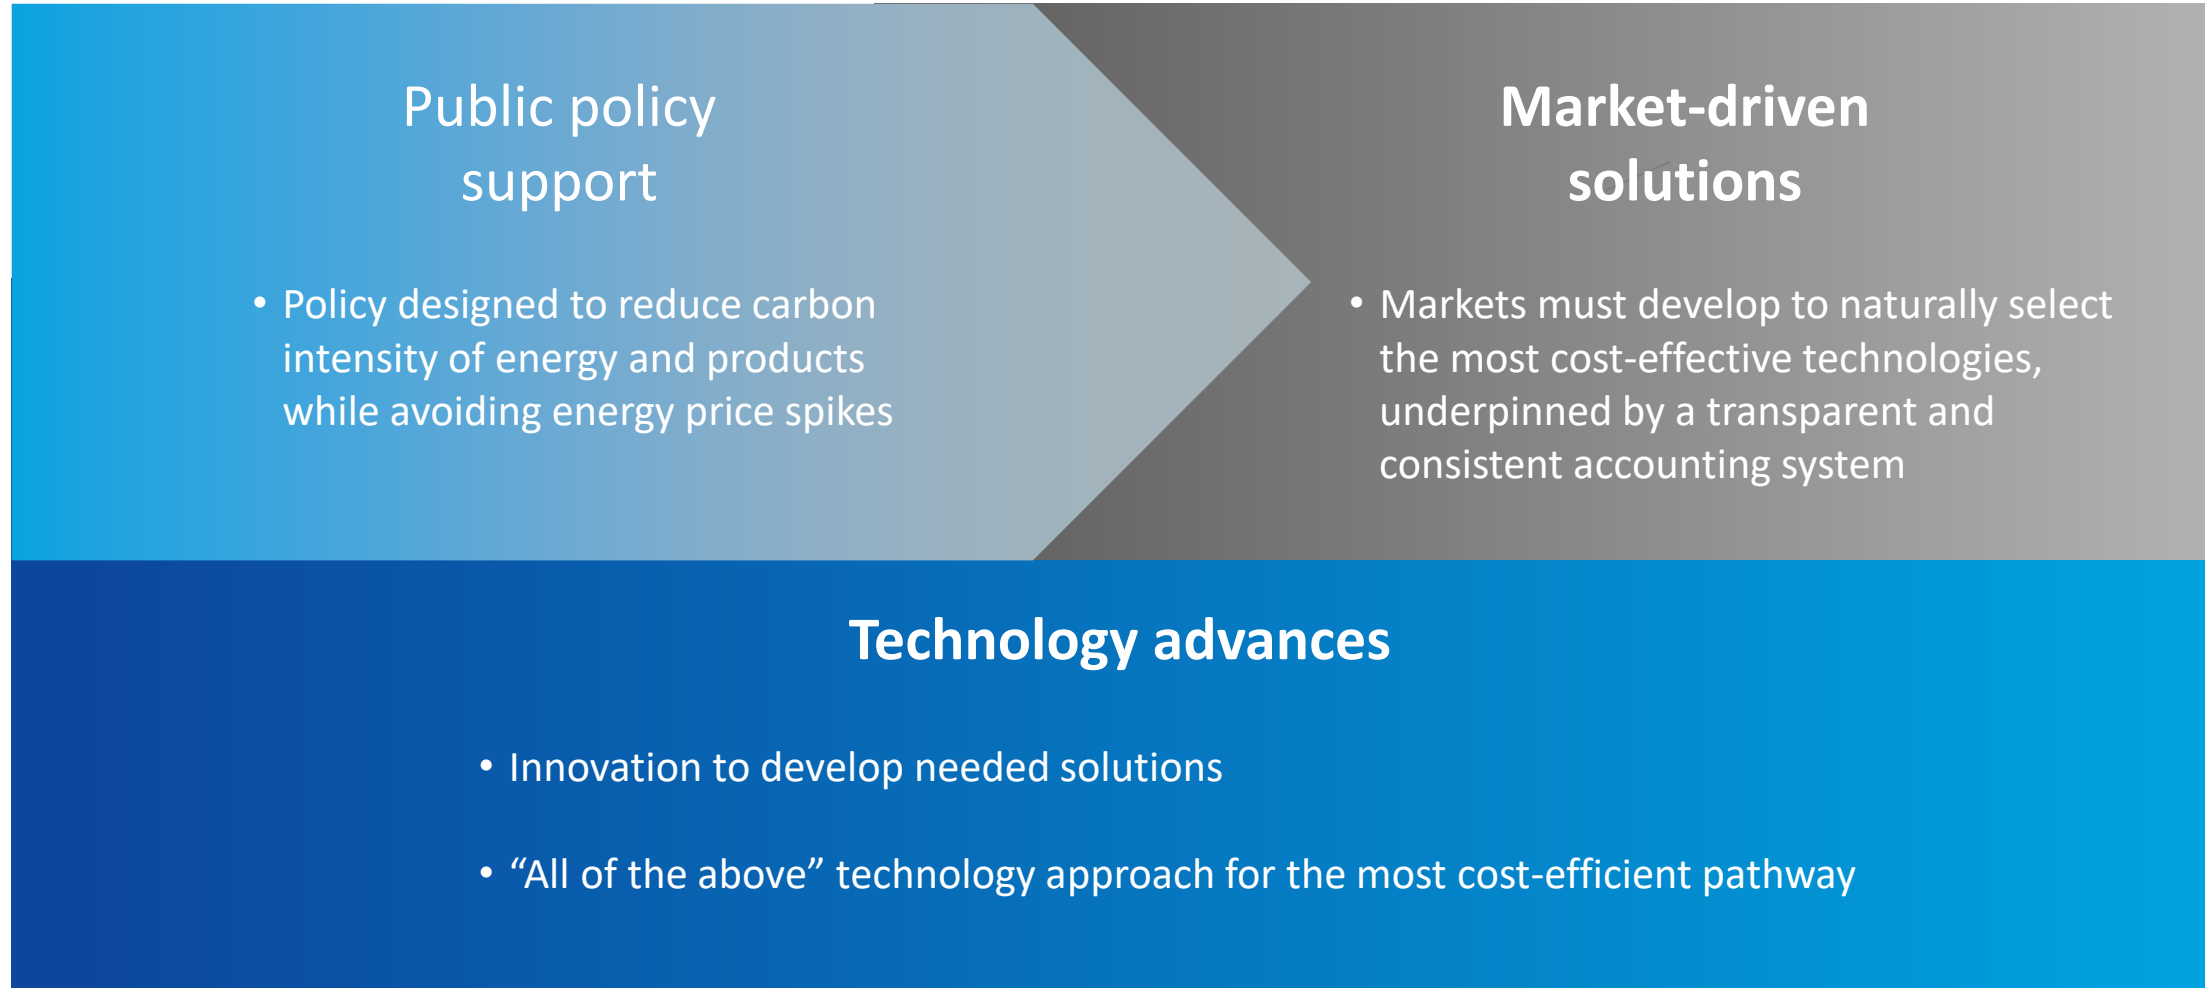 Public policy
support
• Policy designed to reduce carbon
intensity of energy and products
while avoiding energy price spikes
Market-driven
solutions
• Markets must develop to naturally select
the most cost-effective technologies,
underpinned by a transparent and
consistent accounting system
Technology advances
• Innovation to develop needed solutions
• “All of the above” technology approach for the most cost-efficient pathway